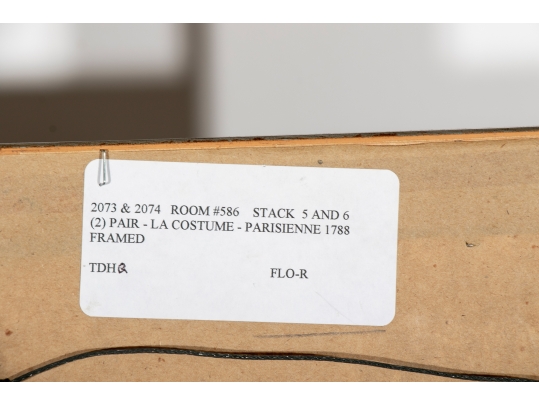 2073 & 2074 ROOM #586 STACK 5 AND 6
(2) PAIR - LA COSTUME - PARISIENNE 1788
FRAMED
TDHQ FLO-R